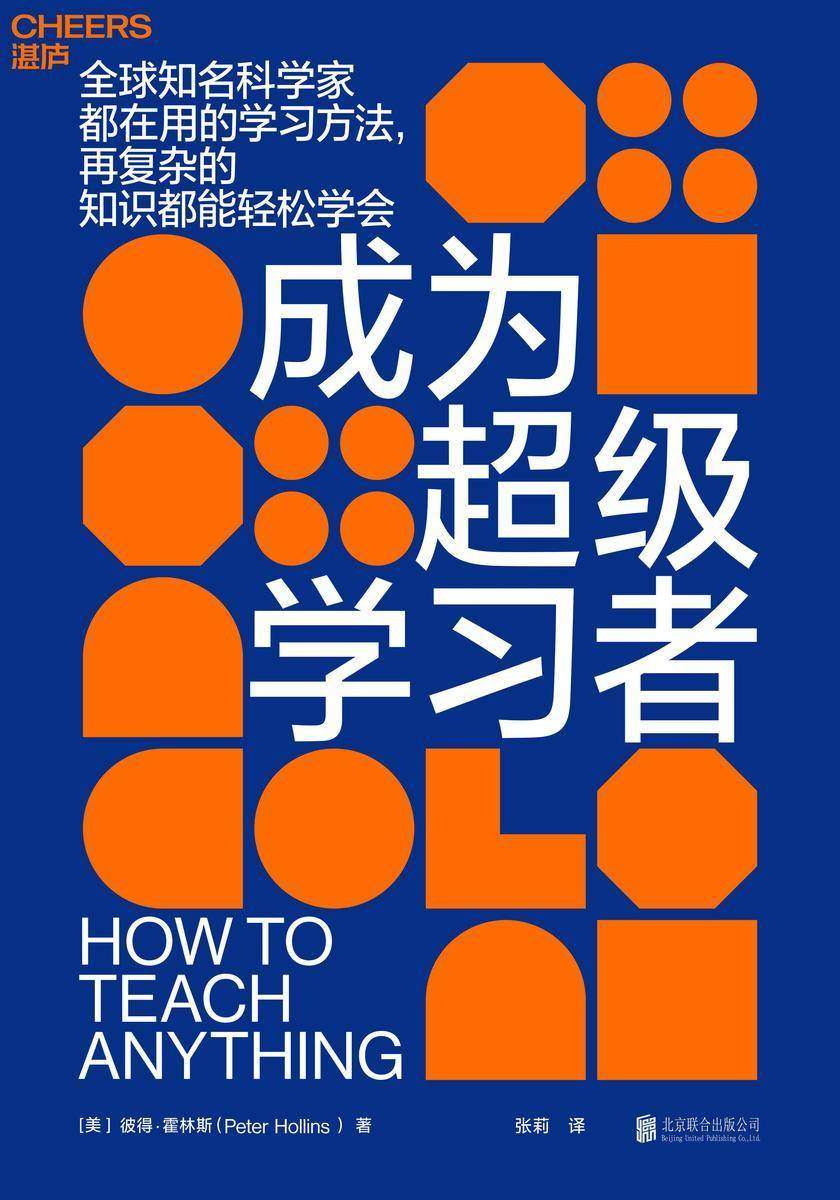 CHEERS
湛庐
全球知名科学家
都在用的学习方法，
再复杂的
知识都能轻松学会
成为
超级
学习者
HOW TO
TEACH
ANYTHING
［美］彼得·霍林斯（Peter Hollins）著
张莉 译
北京联合出版公司
Beijing United Publishing Co.,Ltd.